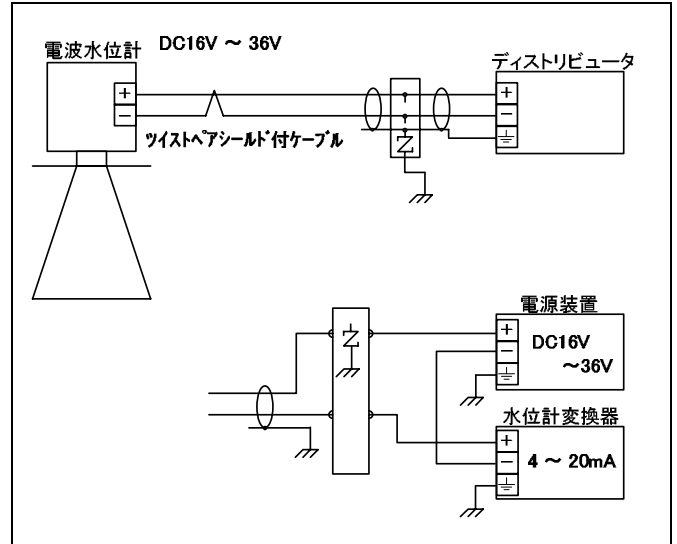 電波水位計
DC16V ～ 36V
ディストリビュータ
+
−
+
−
ツイストペアシールド付ケーブル
電源装置
+
−
DC16V
～36V
水位計変換器
+
−
4 ～ 20mA